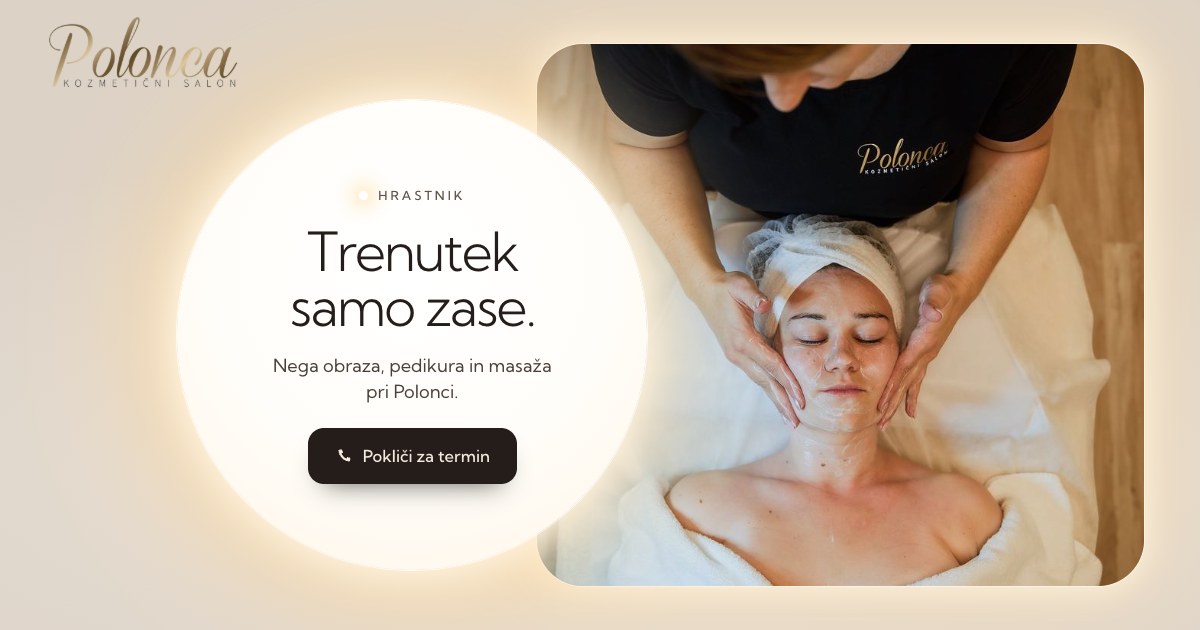 Polonca
KOZMETIČNI SALON
HRASTNIK
Trenutek
samo zase.
Nega obraza, pedikura in masaža
pri Polonci.
Pokliči za termin
Polonca
KOZMETIČNI SALON